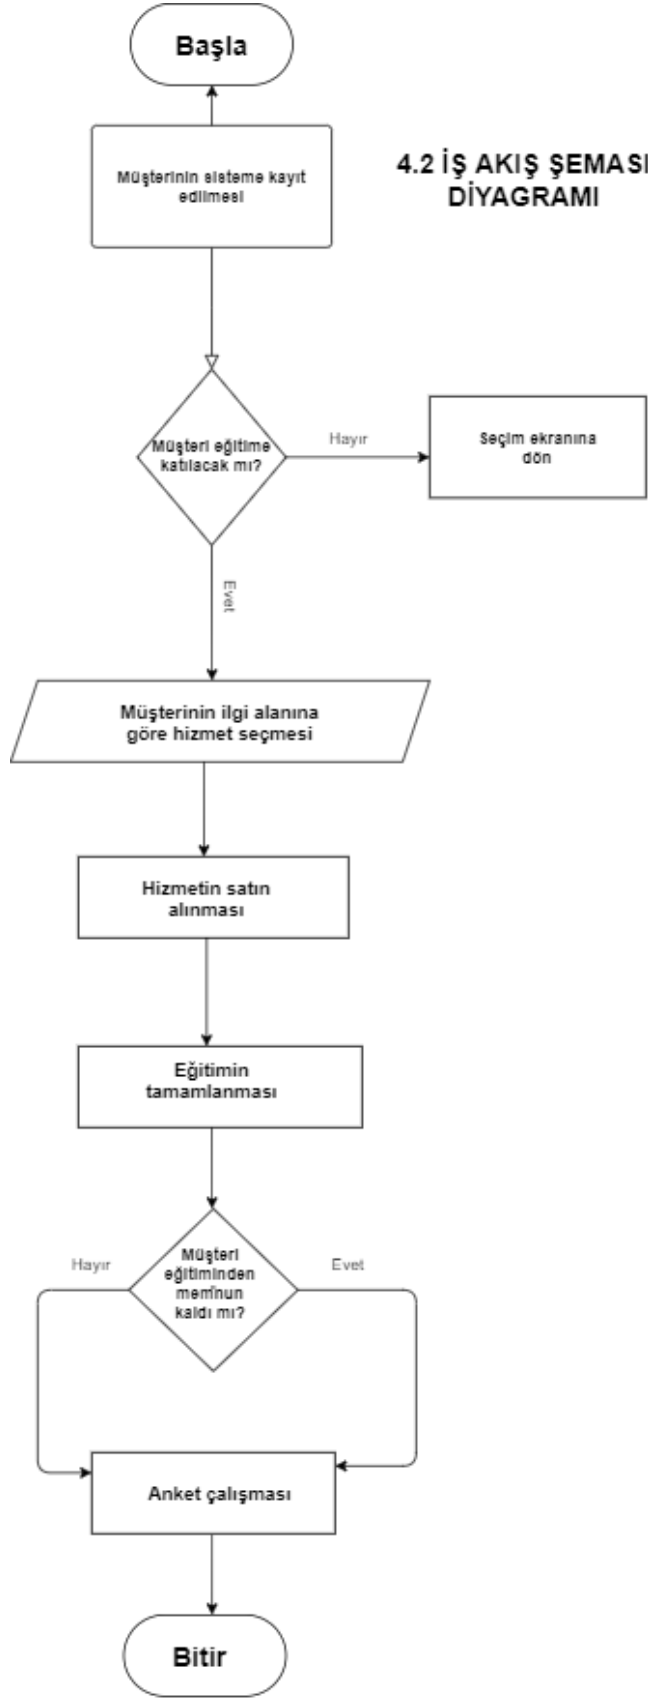 Başla
4.2 İŞ AKIŞ ŞEMASI
DİYAGRAMI
Müşterinin sisteme kayıt
edilmesi
Müşteri eğitime
katılacak mı?
Hayır
Seçim ekranına
dön
Evet
Müşterinin ilgi alanına
göre hizmet seçmesi
Hizmetin satın
alınması
Eğitimin
tamamlanması
Hayır
Müşteri
eğitiminden
mem'nun
kaldı mı?
Evet
Anket çalışması
Bitir